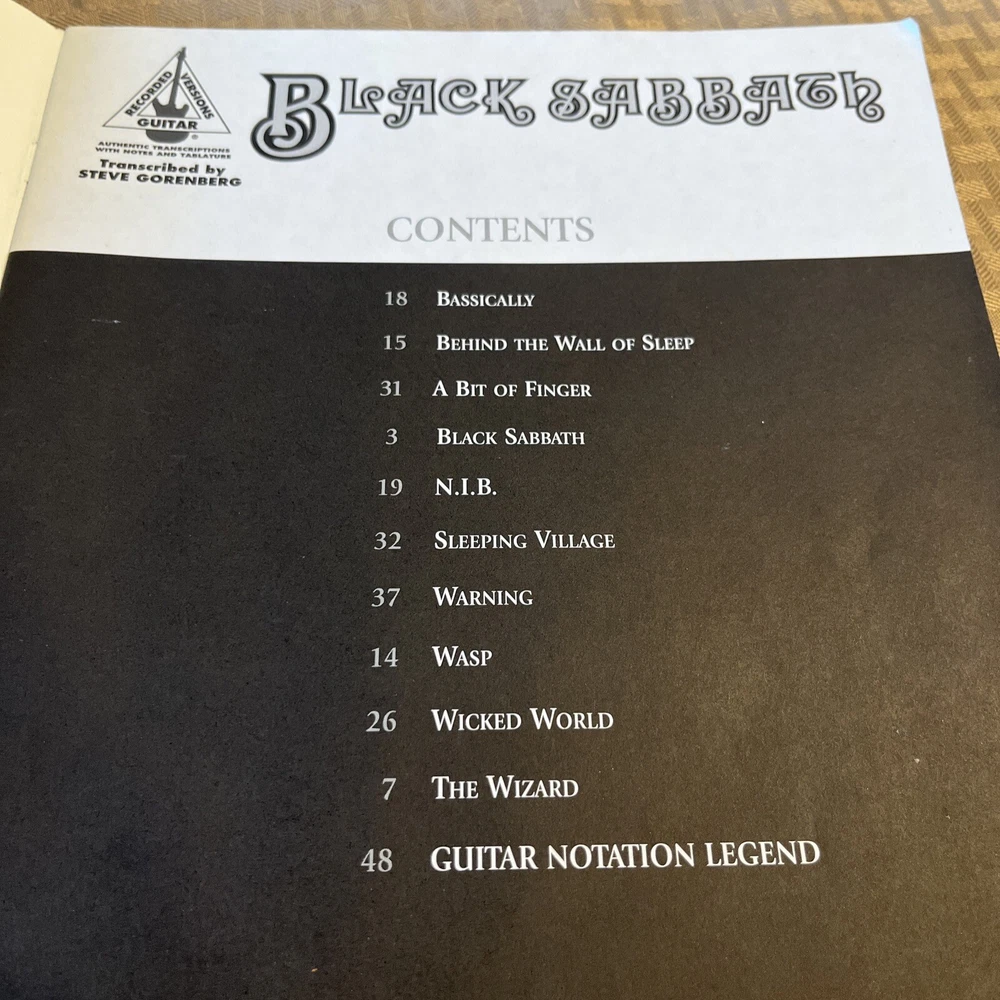 RECORDED VERSIONS
GUITAR
®
AUTHENTIC TRANSCRIPTIONS
WITH NOTES AND TABLATURE
Transcribed by
STEVE GORENBERG
BLACK SABBATH
CONTENTS
18 BASSICALLY
15 BEHIND THE WALL OF SLEEP
31 A BIT OF FINGER
3 BLACK SABBATH
19 N.I.B.
32 SLEEPING VILLAGE
37 WARNING
14 WASP
26 WICKED WORLD
7 THE WIZARD
48 GUITAR NOTATION LEGEND